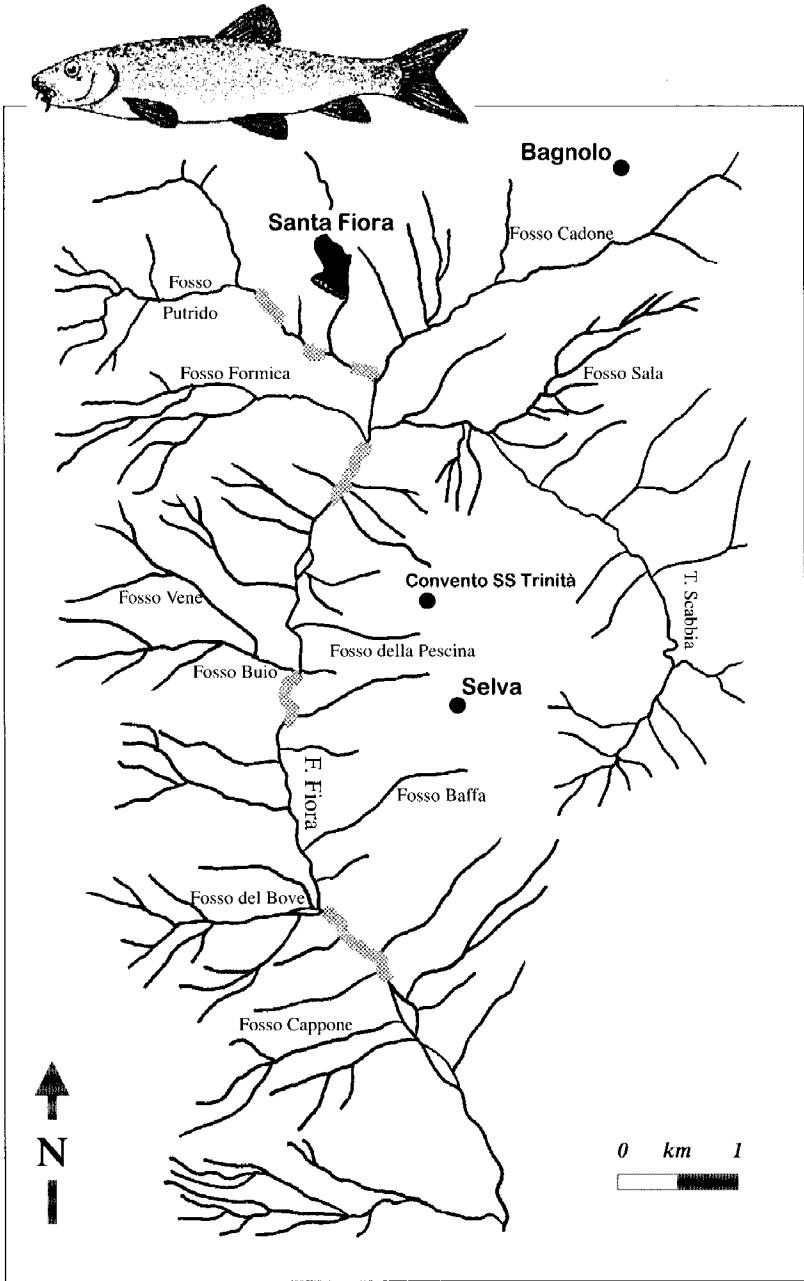 Bagnolo
Santa Fiora
Fosso Cadone
Fosso
Putrido
Fosso Formica
Fosso Sala
Convento SS Trinità
T. Scabbia
Fosso Vene
Fosso della Pescina
Fosso Buio
Selva
F. Fiora
Fosso Baffa
Fosso del Bove
Fosso Cappone
N
0 km 1